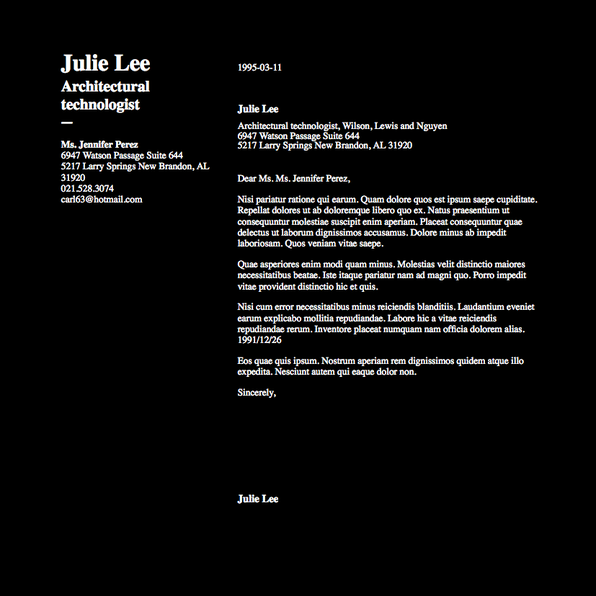 Julie Lee
Architectural
technologist
Ms. Jennifer Perez
6947 Watson Passage Suite 644
5217 Larry Springs New Brandon, AL
31920
021.528.3074
carl63@hotmail.com
1995-03-11
Julie Lee
Architectural technologist, Wilson, Lewis and Nguyen
6947 Watson Passage Suite 644
5217 Larry Springs New Brandon, AL 31920
Dear Ms. Ms. Jennifer Perez,
Nisi pariatur ratione qui earum. Quam dolore quos est ipsum saepe cupiditate.
Repellat dolores ut ab doloremque libero quo ex. Natus praesentium ut
consequuntur molestiae suscipit enim aperiam. Placeat consequuntur quae
delectus ut laborum dignissimos accusamus. Dolore minus ab impedit
laboriosam. Quos veniam vitae saepe.
Quae asperiores enim modi quam minus. Molestias velit distinctio maiores
necessitatibus beatae. Iste itaque pariatur nam ad magni quo. Porro impedit
vitae provident distinctio hic et quis.
Nisi cum error necessitatibus minus reiciendis blanditiis. Laudantium eveniet
earum explicabo mollitia repudiandae. Labore hic a vitae reiciendis
repudiandae rerum. Inventore placeat numquam nam officia dolorem alias.
1991/12/26
Eos quae quis ipsum. Nostrum aperiam rem dignissimos quidem atque illo
expedita. Nesciunt autem qui eaque dolor non.
Sincerely,
Julie Lee